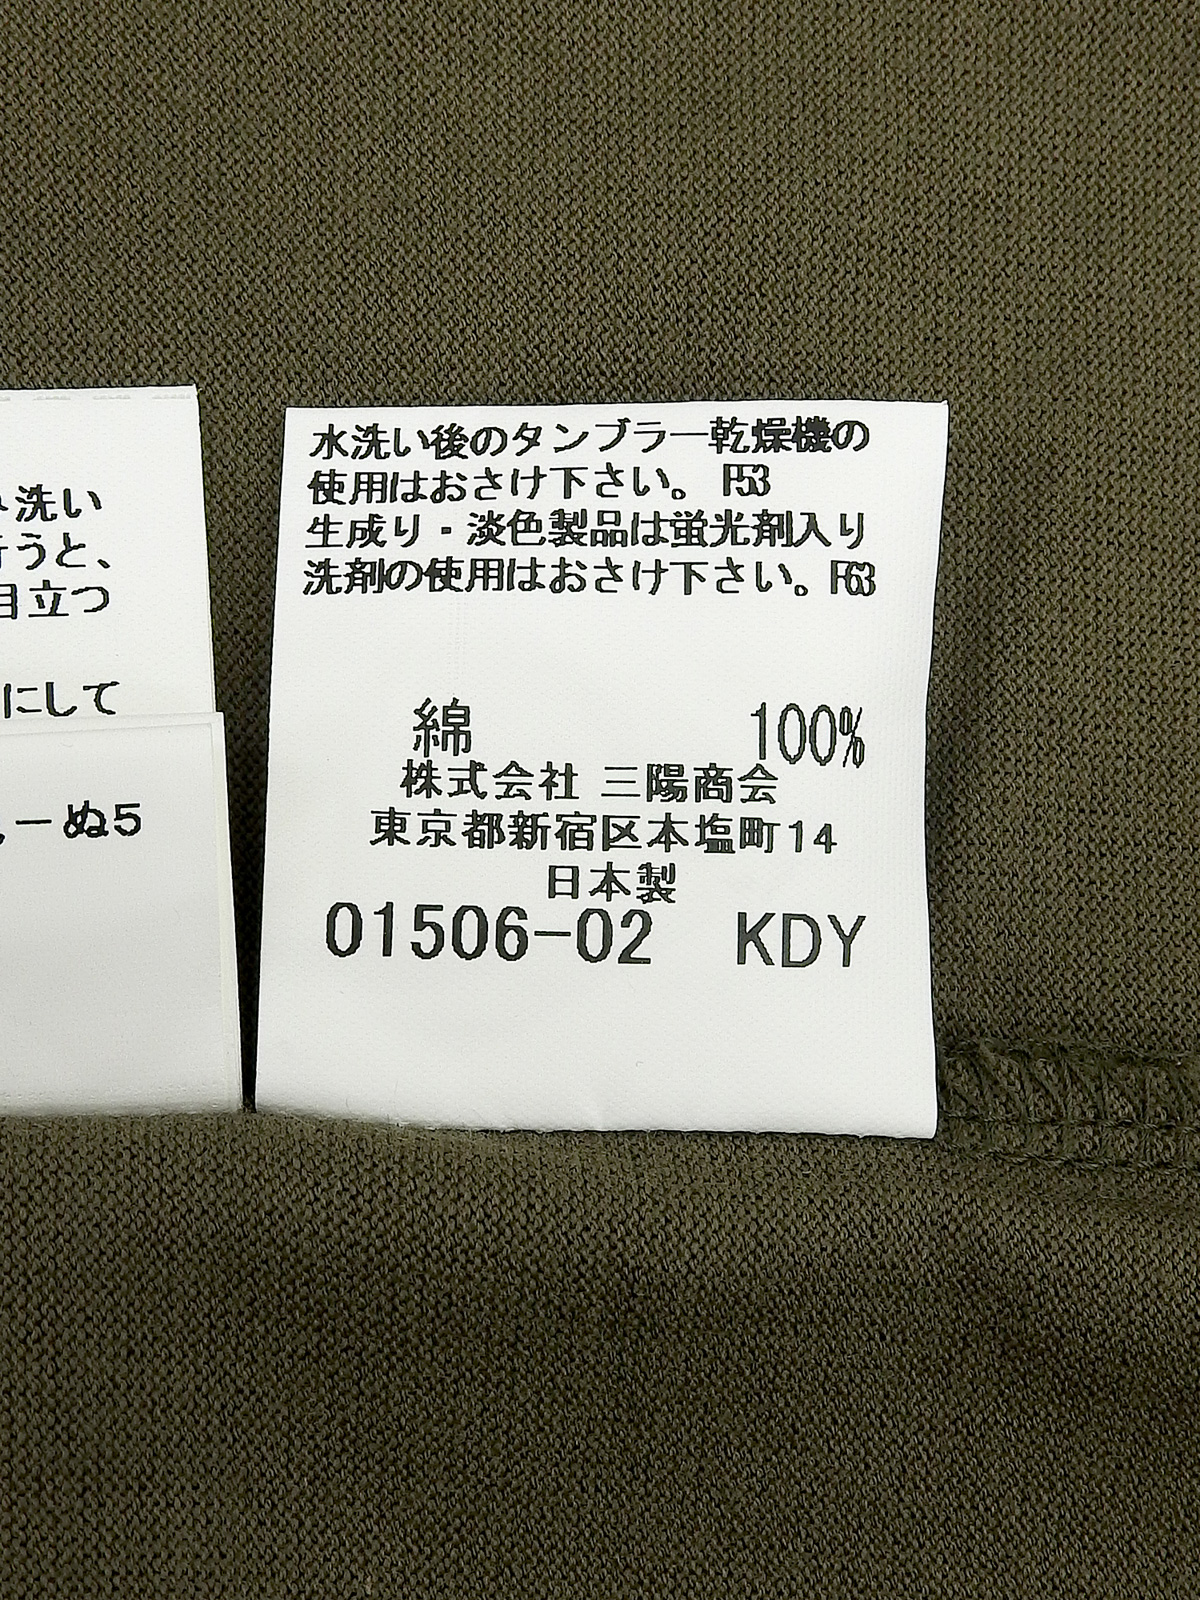 洗い
うと、
目立つ
にして
ーぬ5
水洗い後のタンブラー乾燥機の
使用はおさけ下さい。 F53
生成り・淡色製品は蛍光剤入り
洗剤の使用はおさけ下さい。F63
綿 100%
株式会社 三陽商会
東京都新宿区本塩町14
日本製
01506-02 KDY